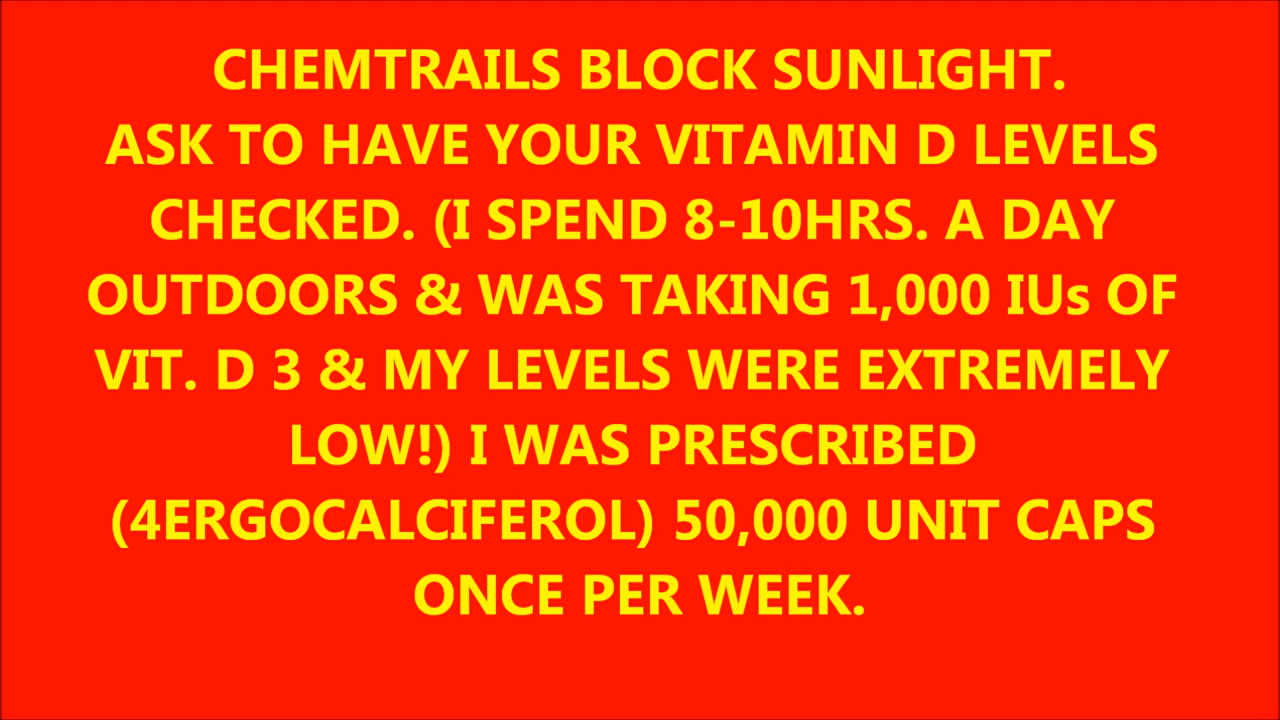 CHEMTRAILS BLOCK SUNLIGHT.
ASK TO HAVE YOUR VITAMIN D LEVELS
CHECKED. (I SPEND 8-10HRS. A DAY
OUTDOORS & WAS TAKING 1,000 IUs OF
VIT. D 3 & MY LEVELS WERE EXTREMELY
LOW!) I WAS PRESCRIBED
(4ERGOCALCIFEROL) 50,000 UNIT CAPS
ONCE PER WEEK.